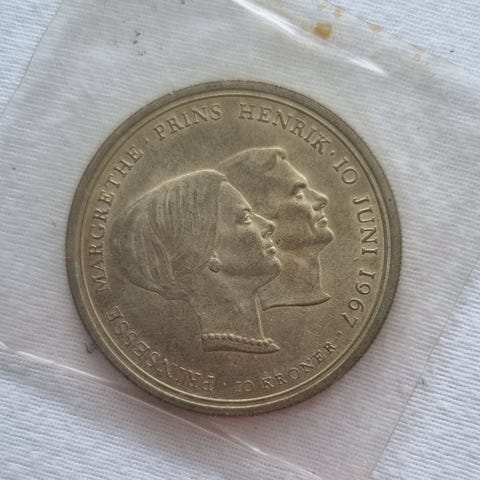 PRINSESSE MARGRETHE · PRINS HENRIK · 10 JUNI 1967 ·
10 KRONER ·